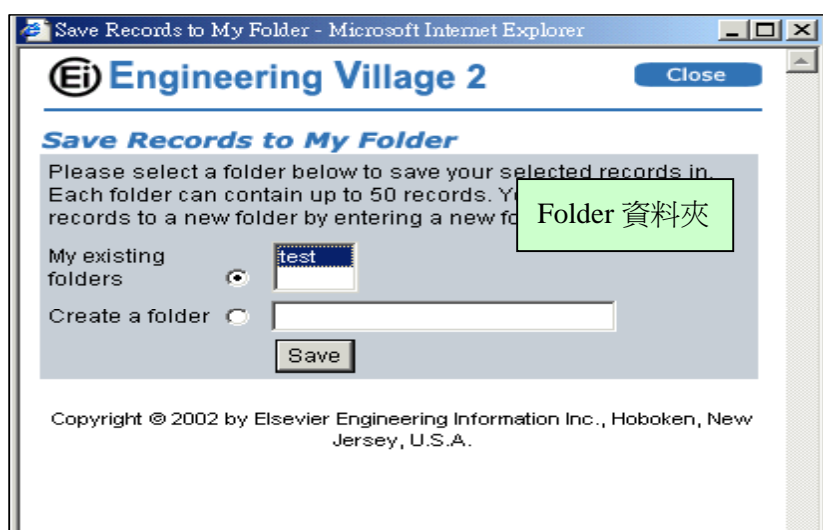 Save Records to My Folder - Microsoft Internet Explorer
Ei Engineering Village 2
Close
Save Records to My Folder
Please select a folder below to save your selected records in.
Each folder can contain up to 50 records. Y
records to a new folder by entering a new fo
Folder 資料夾
My existing
folders
test
Create a folder
Save
Copyright © 2002 by Elsevier Engineering Information Inc., Hoboken, New
Jersey, U.S.A.